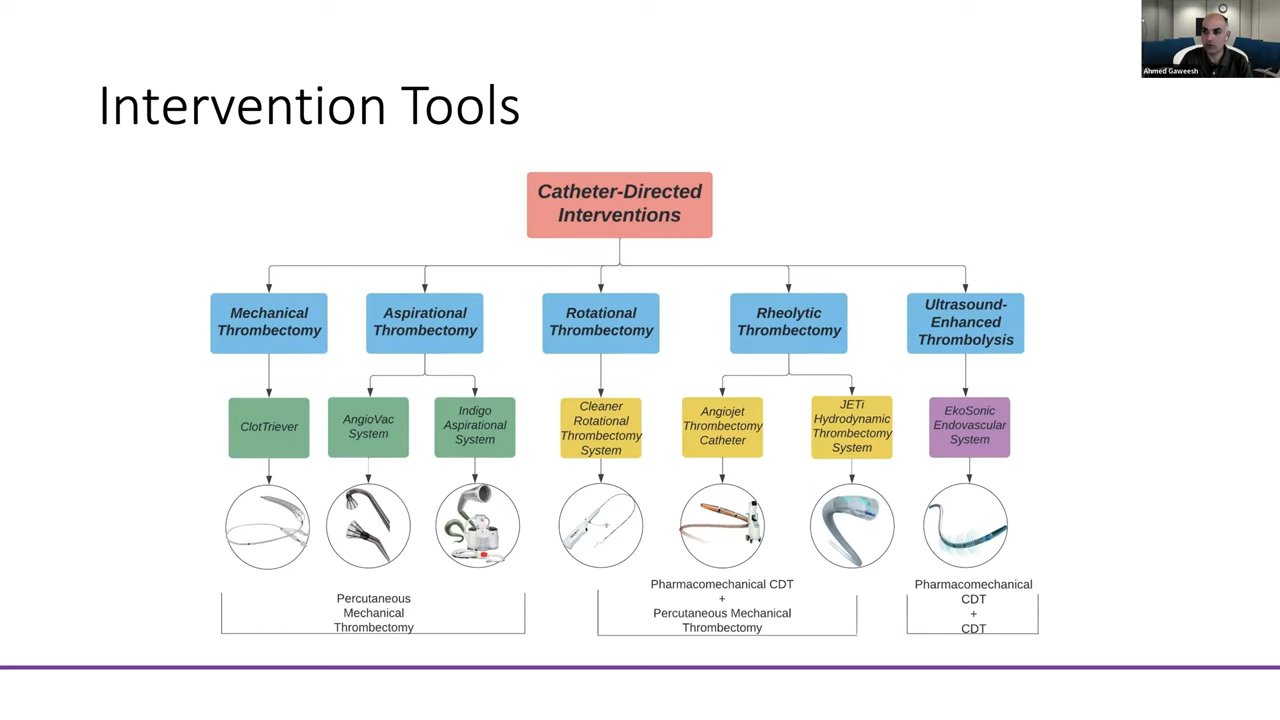 Ahmed Gaweesh
Intervention Tools
Catheter-Directed
Interventions
Mechanical
Thrombectomy
Aspirational
Thrombectomy
Rotational
Thrombectomy
Rheolytic
Thrombectomy
Ultrasound-
Enhanced
Thrombolysis
ClotTriever
AngioVac
System
Indigo
Aspirational
System
Cleaner
Rotational
Thrombectomy
System
Angiojet
Thrombectomy
Catheter
JETi
Hydrodynamic
Thrombectomy
System
EkoSonic
Endovascular
System
Percutaneous
Mechanical
Thrombectomy
Pharmacomechanical CDT
+
Percutaneous Mechanical
Thrombectomy
Pharmacomechanical
CDT
+
CDT